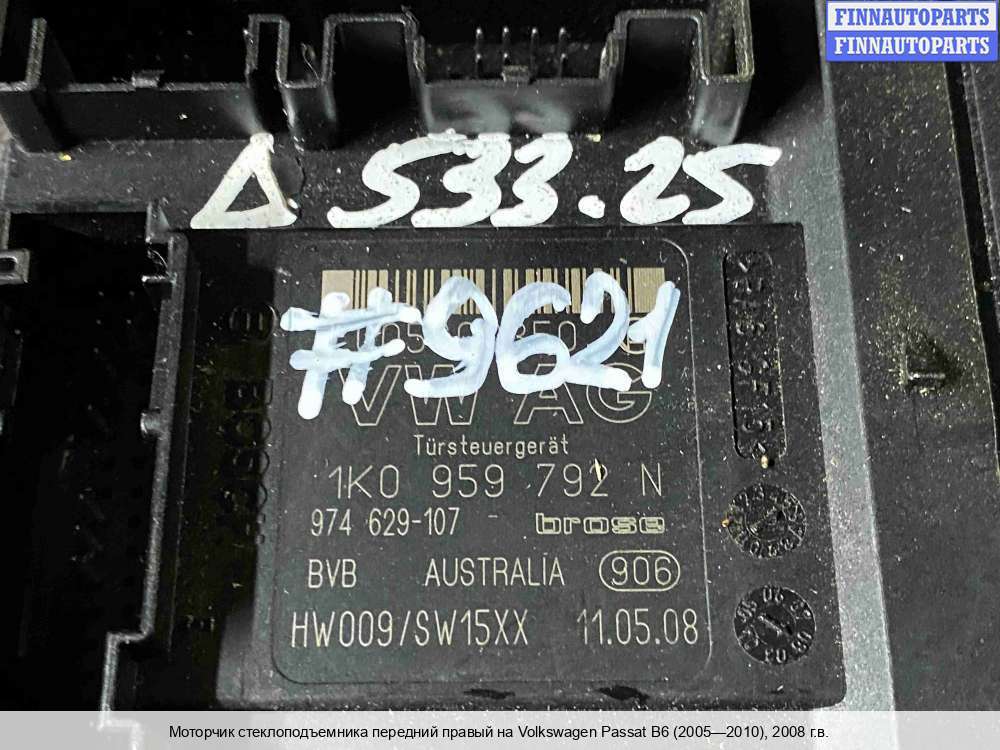 FINNAUTOPARTS
FINNAUTOPARTS
Δ 533.25
#9621
VW AG
Türsteuergerät
1K0 959 792 N
974 629-107 brose
BVB AUSTRALIA 906
HW009/SW15XX 11.05.08
Моторчик стеклоподъемника передний правый на Volkswagen Passat B6 (2005—2010), 2008 г.в.